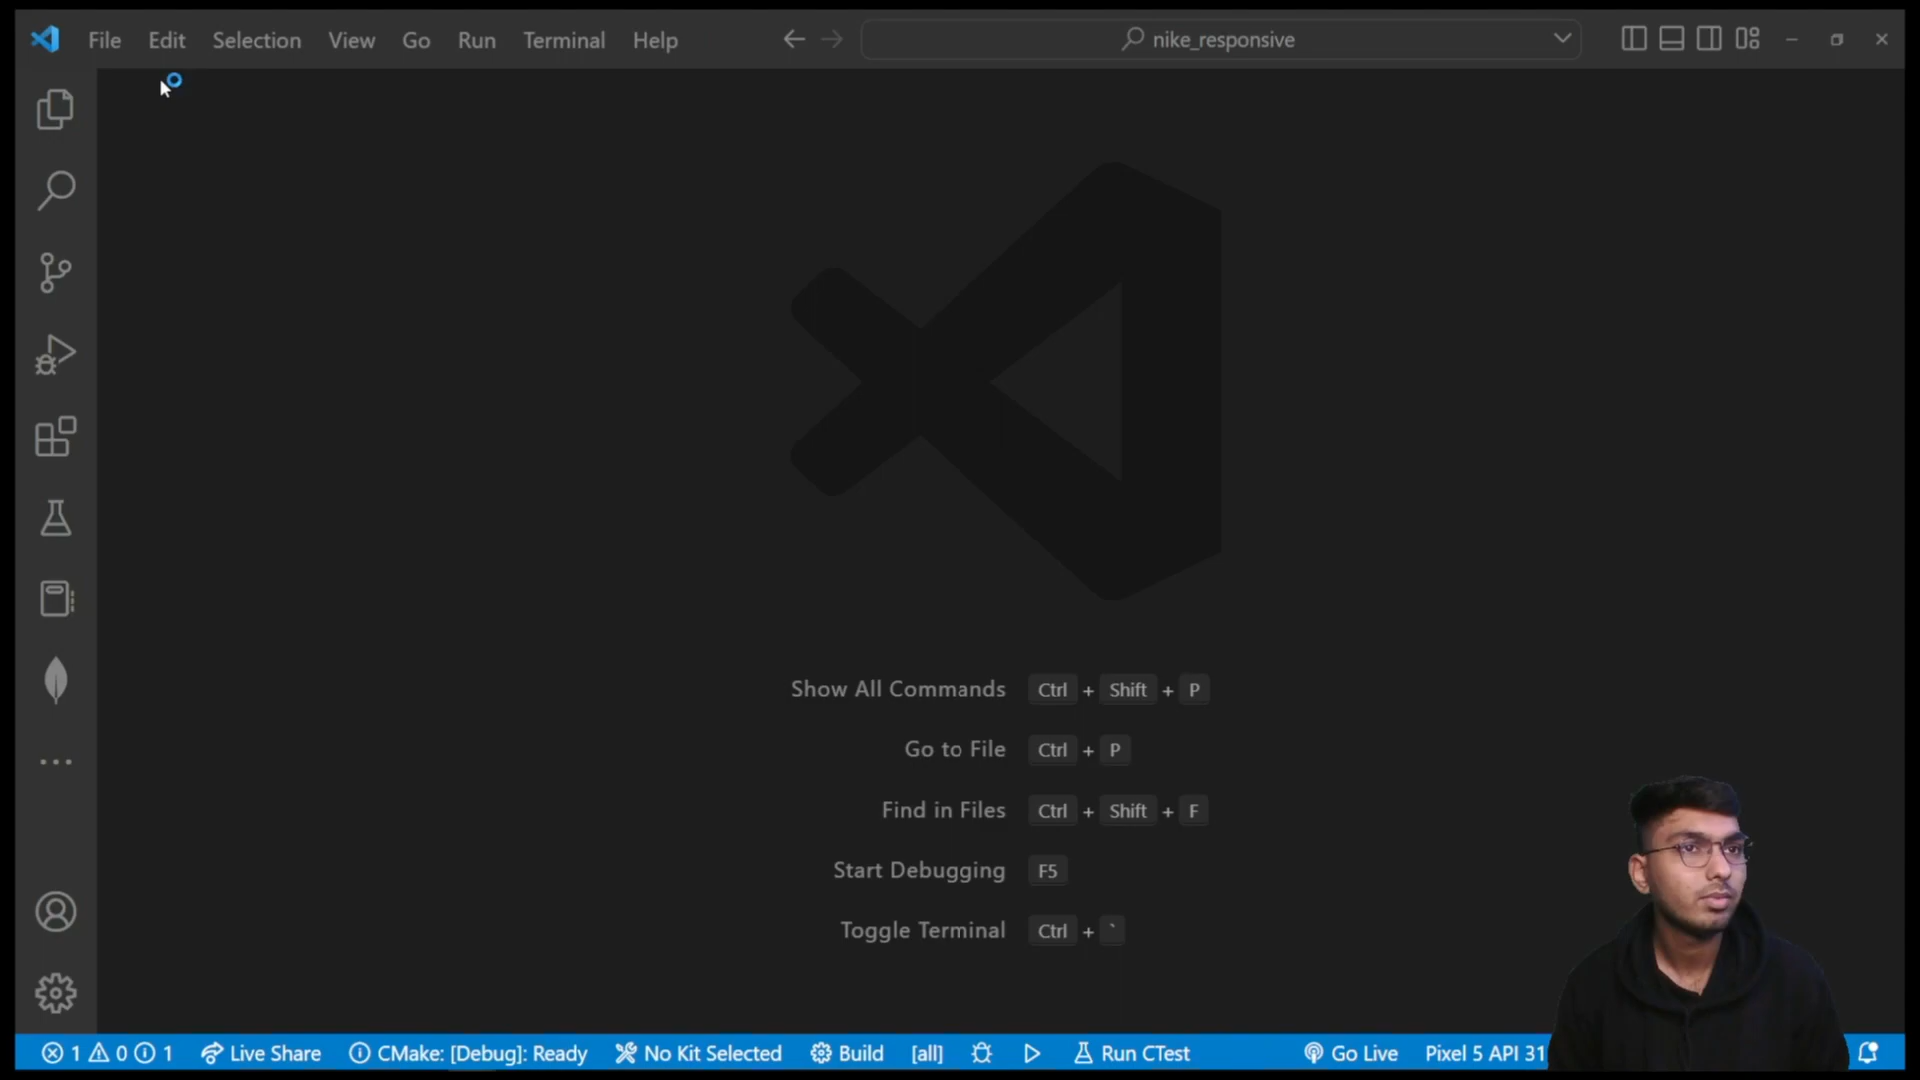 File Edit Selection View Go Run Terminal Help nike_responsive
Show All Commands Ctrl + Shift + P
Go to File Ctrl + P
Find in Files Ctrl + Shift + F
Start Debugging F5
Toggle Terminal Ctrl + `
1 0 1 Live Share CMake: [Debug]: Ready No Kit Selected Build [all] Run CTest Go Live Pixel 5 API 31